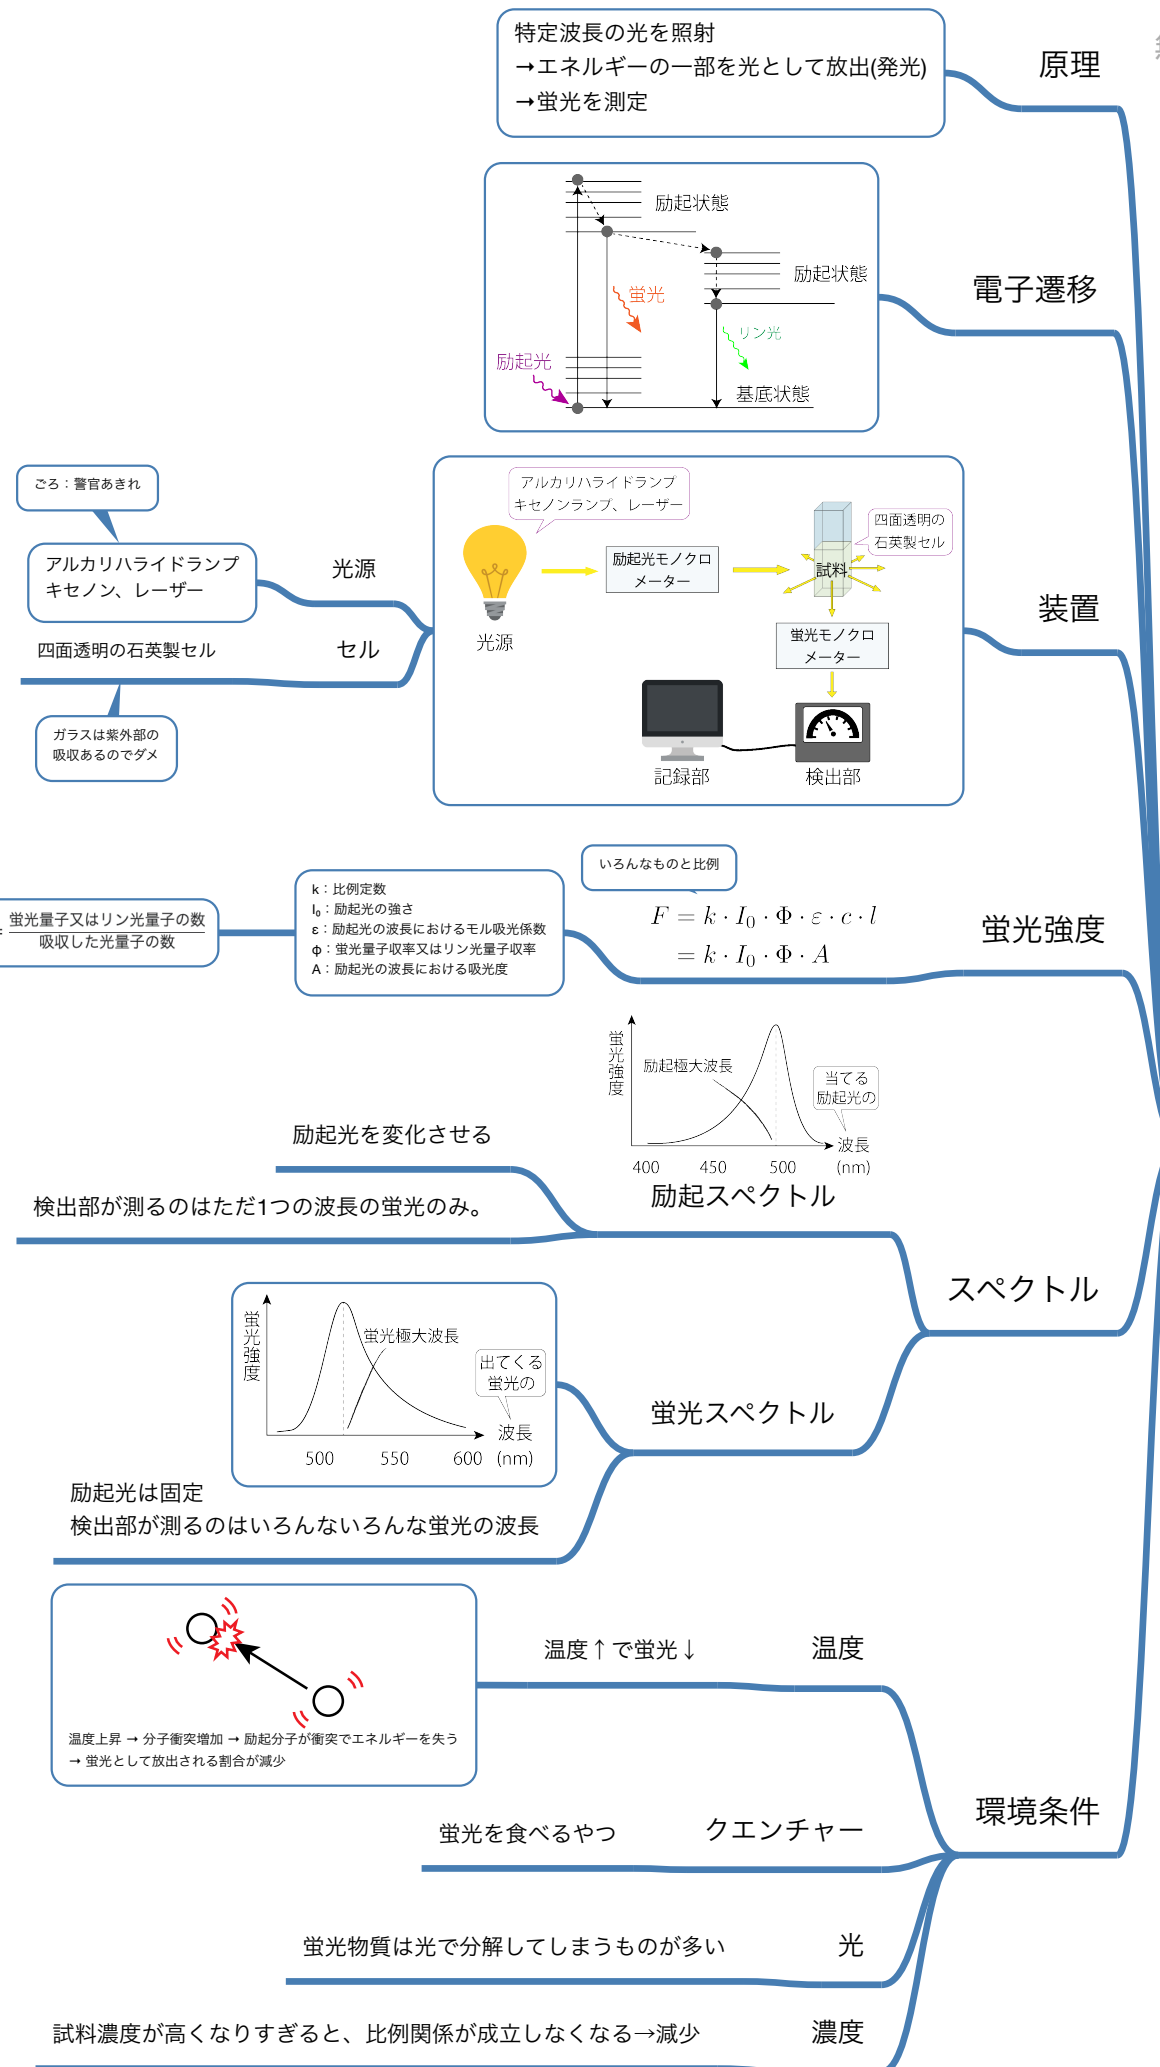 特定波長の光を照射
→エネルギーの一部を光として放出(発光)
→蛍光を測定
原理
励起状態
励起状態
蛍光
リン光
励起光
基底状態
電子遷移
ごろ：警官あきれ
アルカリハライドランプ
キセノン、レーザー
光源
四面透明の石英製セル
セル
ガラスは紫外部の
吸収あるのでダメ
アルカリハライドランプ
キセノンランプ、レーザー
光源
励起光モノクロ
メーター
試料
四面透明の
石英製セル
蛍光モノクロ
メーター
記録部
検出部
装置
いろんなものと比例
F = k · I₀ · Φ · ε · c · l
= k · I₀ · Φ · A
蛍光強度
k：比例定数
I₀：励起光の強さ
ε：励起光の波長におけるモル吸光係数
φ：蛍光量子収率又はリン光量子収率
A：励起光の波長における吸光度
蛍光量子又はリン光量子の数
吸収した光量子の数
蛍光強度
励起極大波長
当てる
励起光の
波長
400 450 500 (nm)
励起スペクトル
励起光を変化させる
検出部が測るのはただ1つの波長の蛍光のみ。
スペクトル
蛍光強度
蛍光極大波長
出てくる
蛍光の
波長
500 550 600 (nm)
蛍光スペクトル
励起光は固定
検出部が測るのはいろんないろんな蛍光の波長
温度上昇 → 分子衝突増加 → 励起分子が衝突でエネルギーを失う
→ 蛍光として放出される割合が減少
温度↑で蛍光↓
温度
環境条件
蛍光を食べるやつ
クエンチャー
蛍光物質は光で分解してしまうものが多い
光
試料濃度が高くなりすぎると、比例関係が成立しなくなる→減少
濃度